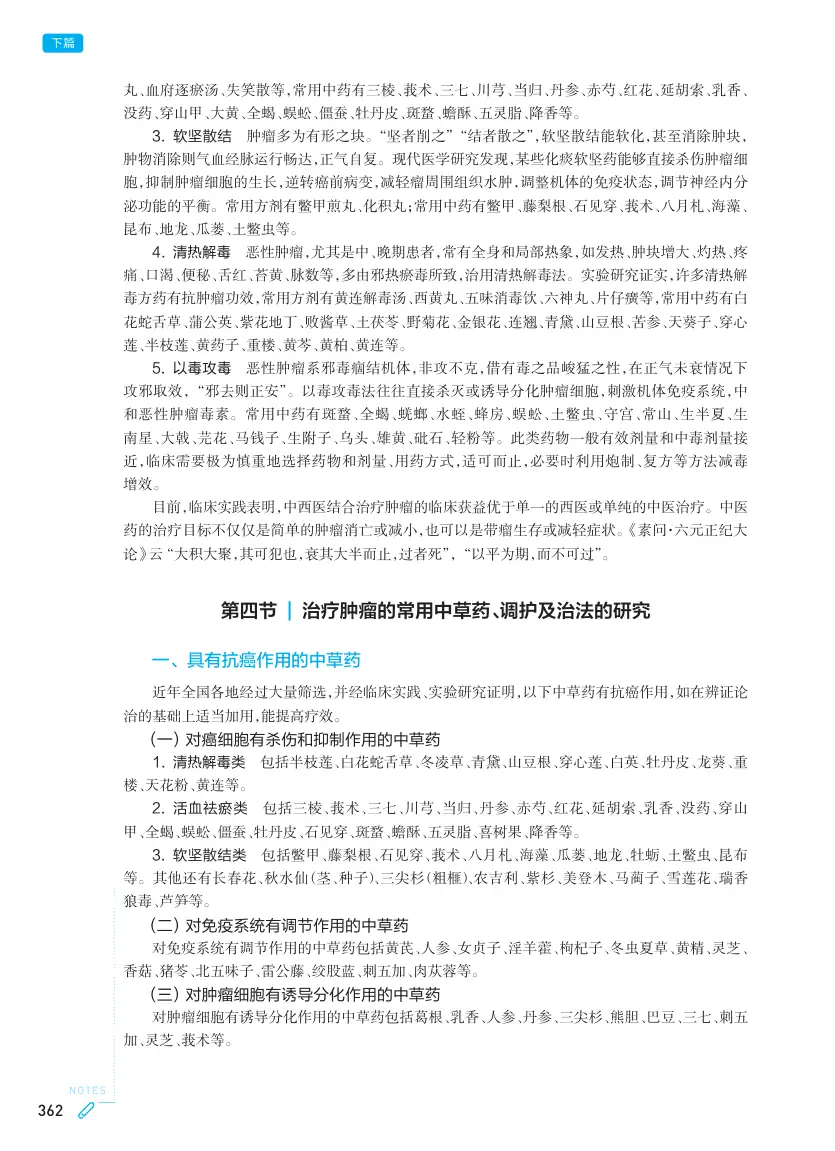 下篇
丸、血府逐瘀汤、失笑散等，常用中药有三棱、莪术、三七、川芎、当归、丹参、赤芍、红花、延胡索、乳香、
没药、穿山甲、大黄、全蝎、蜈蚣、僵蚕、牡丹皮、斑蝥、蟾酥、五灵脂、降香等。
3. 软坚散结　肿瘤多为有形之块。“坚者削之”“结者散之”，软坚散结能软化，甚至消除肿块，
肿物消除则气血经脉运行畅达，正气自复。现代医学研究发现，某些化痰软坚药能够直接杀伤肿瘤细
胞，抑制肿瘤细胞的生长，逆转癌前病变，减轻瘤周围组织水肿，调整机体的免疫状态，调节神经内分
泌功能的平衡。常用方剂有鳖甲煎丸、化积丸；常用中药有鳖甲、藤梨根、石见穿、莪术、八月札、海藻、
昆布、地龙、瓜蒌、土鳖虫等。
4. 清热解毒　恶性肿瘤，尤其是中、晚期患者，常有全身和局部热象，如发热、肿块增大、灼热、疼
痛、口渴、便秘、舌红、苔黄、脉数等，多由邪热瘀毒所致，治用清热解毒法。实验研究证实，许多清热解
毒方药有抗肿瘤功效，常用方剂有黄连解毒汤、西黄丸、五味消毒饮、六神丸、片仔癀等，常用中药有白
花蛇舌草、蒲公英、紫花地丁、败酱草、土茯苓、野菊花、金银花、连翘、青黛、山豆根、苦参、天葵子、穿心
莲、半枝莲、黄药子、重楼、黄芩、黄柏、黄连等。
5. 以毒攻毒　恶性肿瘤系邪毒痼结机体，非攻不克，借有毒之品峻猛之性，在正气未衰情况下
攻邪取效，“邪去则正安”。以毒攻毒法往往直接杀灭或诱导分化肿瘤细胞，刺激机体免疫系统，中
和恶性肿瘤毒素。常用中药有斑蝥、全蝎、蜣螂、水蛭、蜂房、蜈蚣、土鳖虫、守宫、常山、生半夏、生
南星、大戟、芫花、马钱子、生附子、乌头、雄黄、砒石、轻粉等。此类药物一般有效剂量和中毒剂量接
近，临床需要极为慎重地选择药物和剂量、用药方式，适可而止，必要时利用炮制、复方等方法减毒
增效。
目前，临床实践表明，中西医结合治疗肿瘤的临床获益优于单一的西医或单纯的中医治疗。中医
药的治疗目标不仅仅是简单的肿瘤消亡或减小，也可以是带瘤生存或减轻症状。《素问·六元正纪大
论》云“大积大聚，其可犯也，衰其大半而止，过者死”，“以平为期，而不可过”。
第四节 | 治疗肿瘤的常用中草药、调护及治法的研究
一、具有抗癌作用的中草药
近年全国各地经过大量筛选，并经临床实践、实验研究证明，以下中草药有抗癌作用，如在辨证论
治的基础上适当加用，能提高疗效。
（一）对癌细胞有杀伤和抑制作用的中草药
1. 清热解毒类　包括半枝莲、白花蛇舌草、冬凌草、青黛、山豆根、穿心莲、白英、牡丹皮、龙葵、重
楼、天花粉、黄连等。
2. 活血祛瘀类　包括三棱、莪术、三七、川芎、当归、丹参、赤芍、红花、延胡索、乳香、没药、穿山
甲、全蝎、蜈蚣、僵蚕、牡丹皮、石见穿、斑蝥、蟾酥、五灵脂、喜树果、降香等。
3. 软坚散结类　包括鳖甲、藤梨根、石见穿、莪术、八月札、海藻、瓜蒌、地龙、牡蛎、土鳖虫、昆布
等。其他还有长春花、秋水仙（茎、种子）、三尖杉（粗榧）、农吉利、紫杉、美登木、马蔺子、雪莲花、瑞香
狼毒、芦笋等。
（二）对免疫系统有调节作用的中草药
对免疫系统有调节作用的中草药包括黄芪、人参、女贞子、淫羊藿、枸杞子、冬虫夏草、黄精、灵芝、
香菇、猪苓、北五味子、雷公藤、绞股蓝、刺五加、肉苁蓉等。
（三）对肿瘤细胞有诱导分化作用的中草药
对肿瘤细胞有诱导分化作用的中草药包括葛根、乳香、人参、丹参、三尖杉、熊胆、巴豆、三七、刺五
加、灵芝、莪术等。
NOTES
362